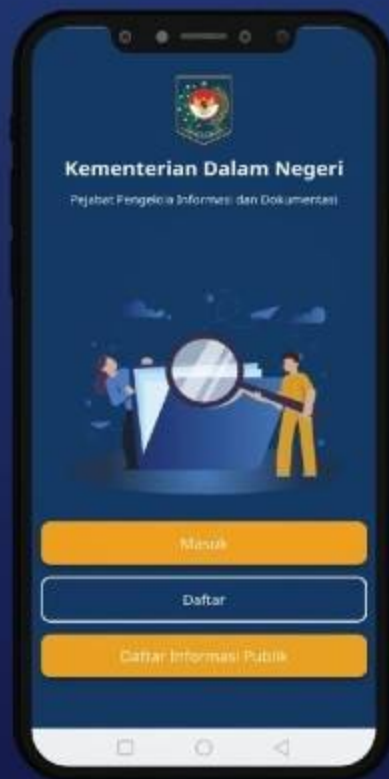 Kementerian Dalam Negeri
Pejabat Pengelola Informasi dan Dokumentasi
Masuk
Daftar
Daftar Informasi Publik